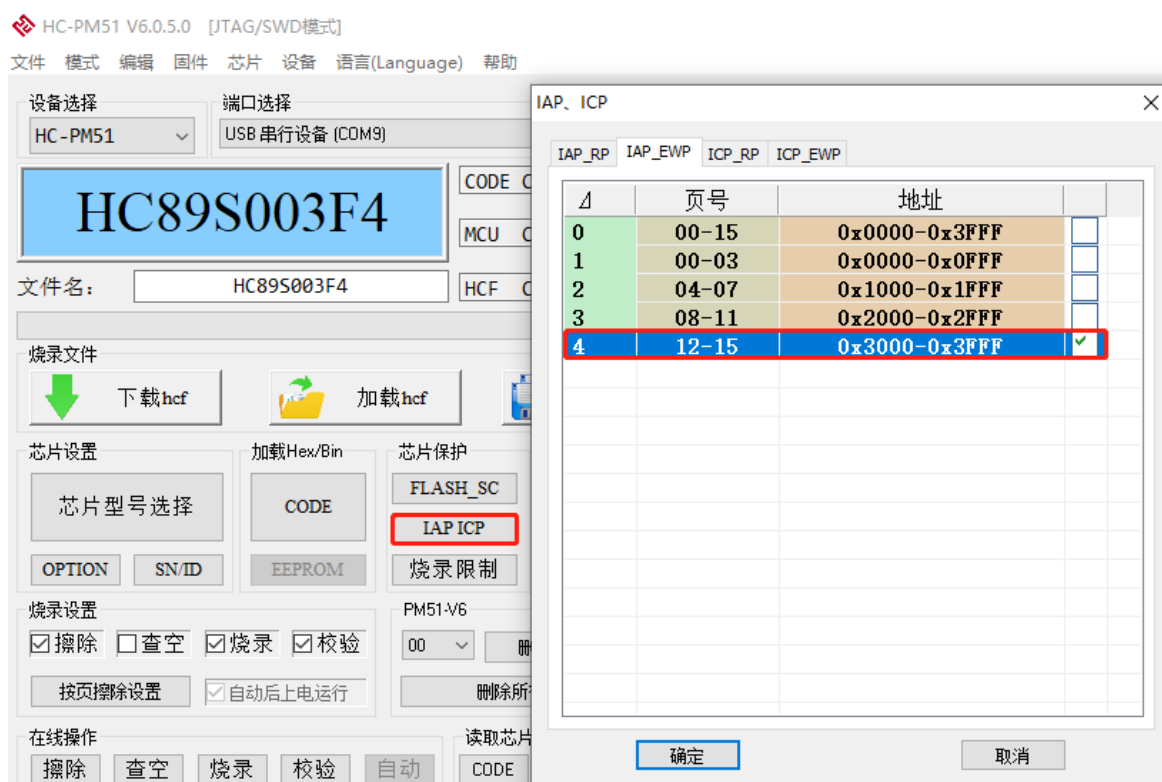 HC-PM51 V6.0.5.0 [JTAG/SWD模式]
文件 模式 编辑 固件 芯片 设备 语言(Language) 帮助
设备选择
端口选择
HC-PM51
USB 串行设备 (COM9)
HC89S003F4
CODE C
MCU C
文件名：
HC89S003F4
HCF C
烧录文件
下载hcf
加载hcf
芯片设置
加载Hex/Bin
芯片保护
芯片型号选择
CODE
FLASH_SC
IAP ICP
OPTION
SN/ID
EEPROM
烧录限制
烧录设置
PM51-V6
擦除
查空
烧录
校验
00
按页擦除设置
自动后上电运行
删除所
在线操作
读取芯片
擦除
查空
烧录
校验
自动
CODE
IAP、ICP
IAP_RP IAP_EWP ICP_RP ICP_EWP
⊿ 页号 地址
0 00-15 0x0000-0x3FFF
1 00-03 0x0000-0x0FFF
2 04-07 0x1000-0x1FFF
3 08-11 0x2000-0x2FFF
4 12-15 0x3000-0x3FFF
确定
取消